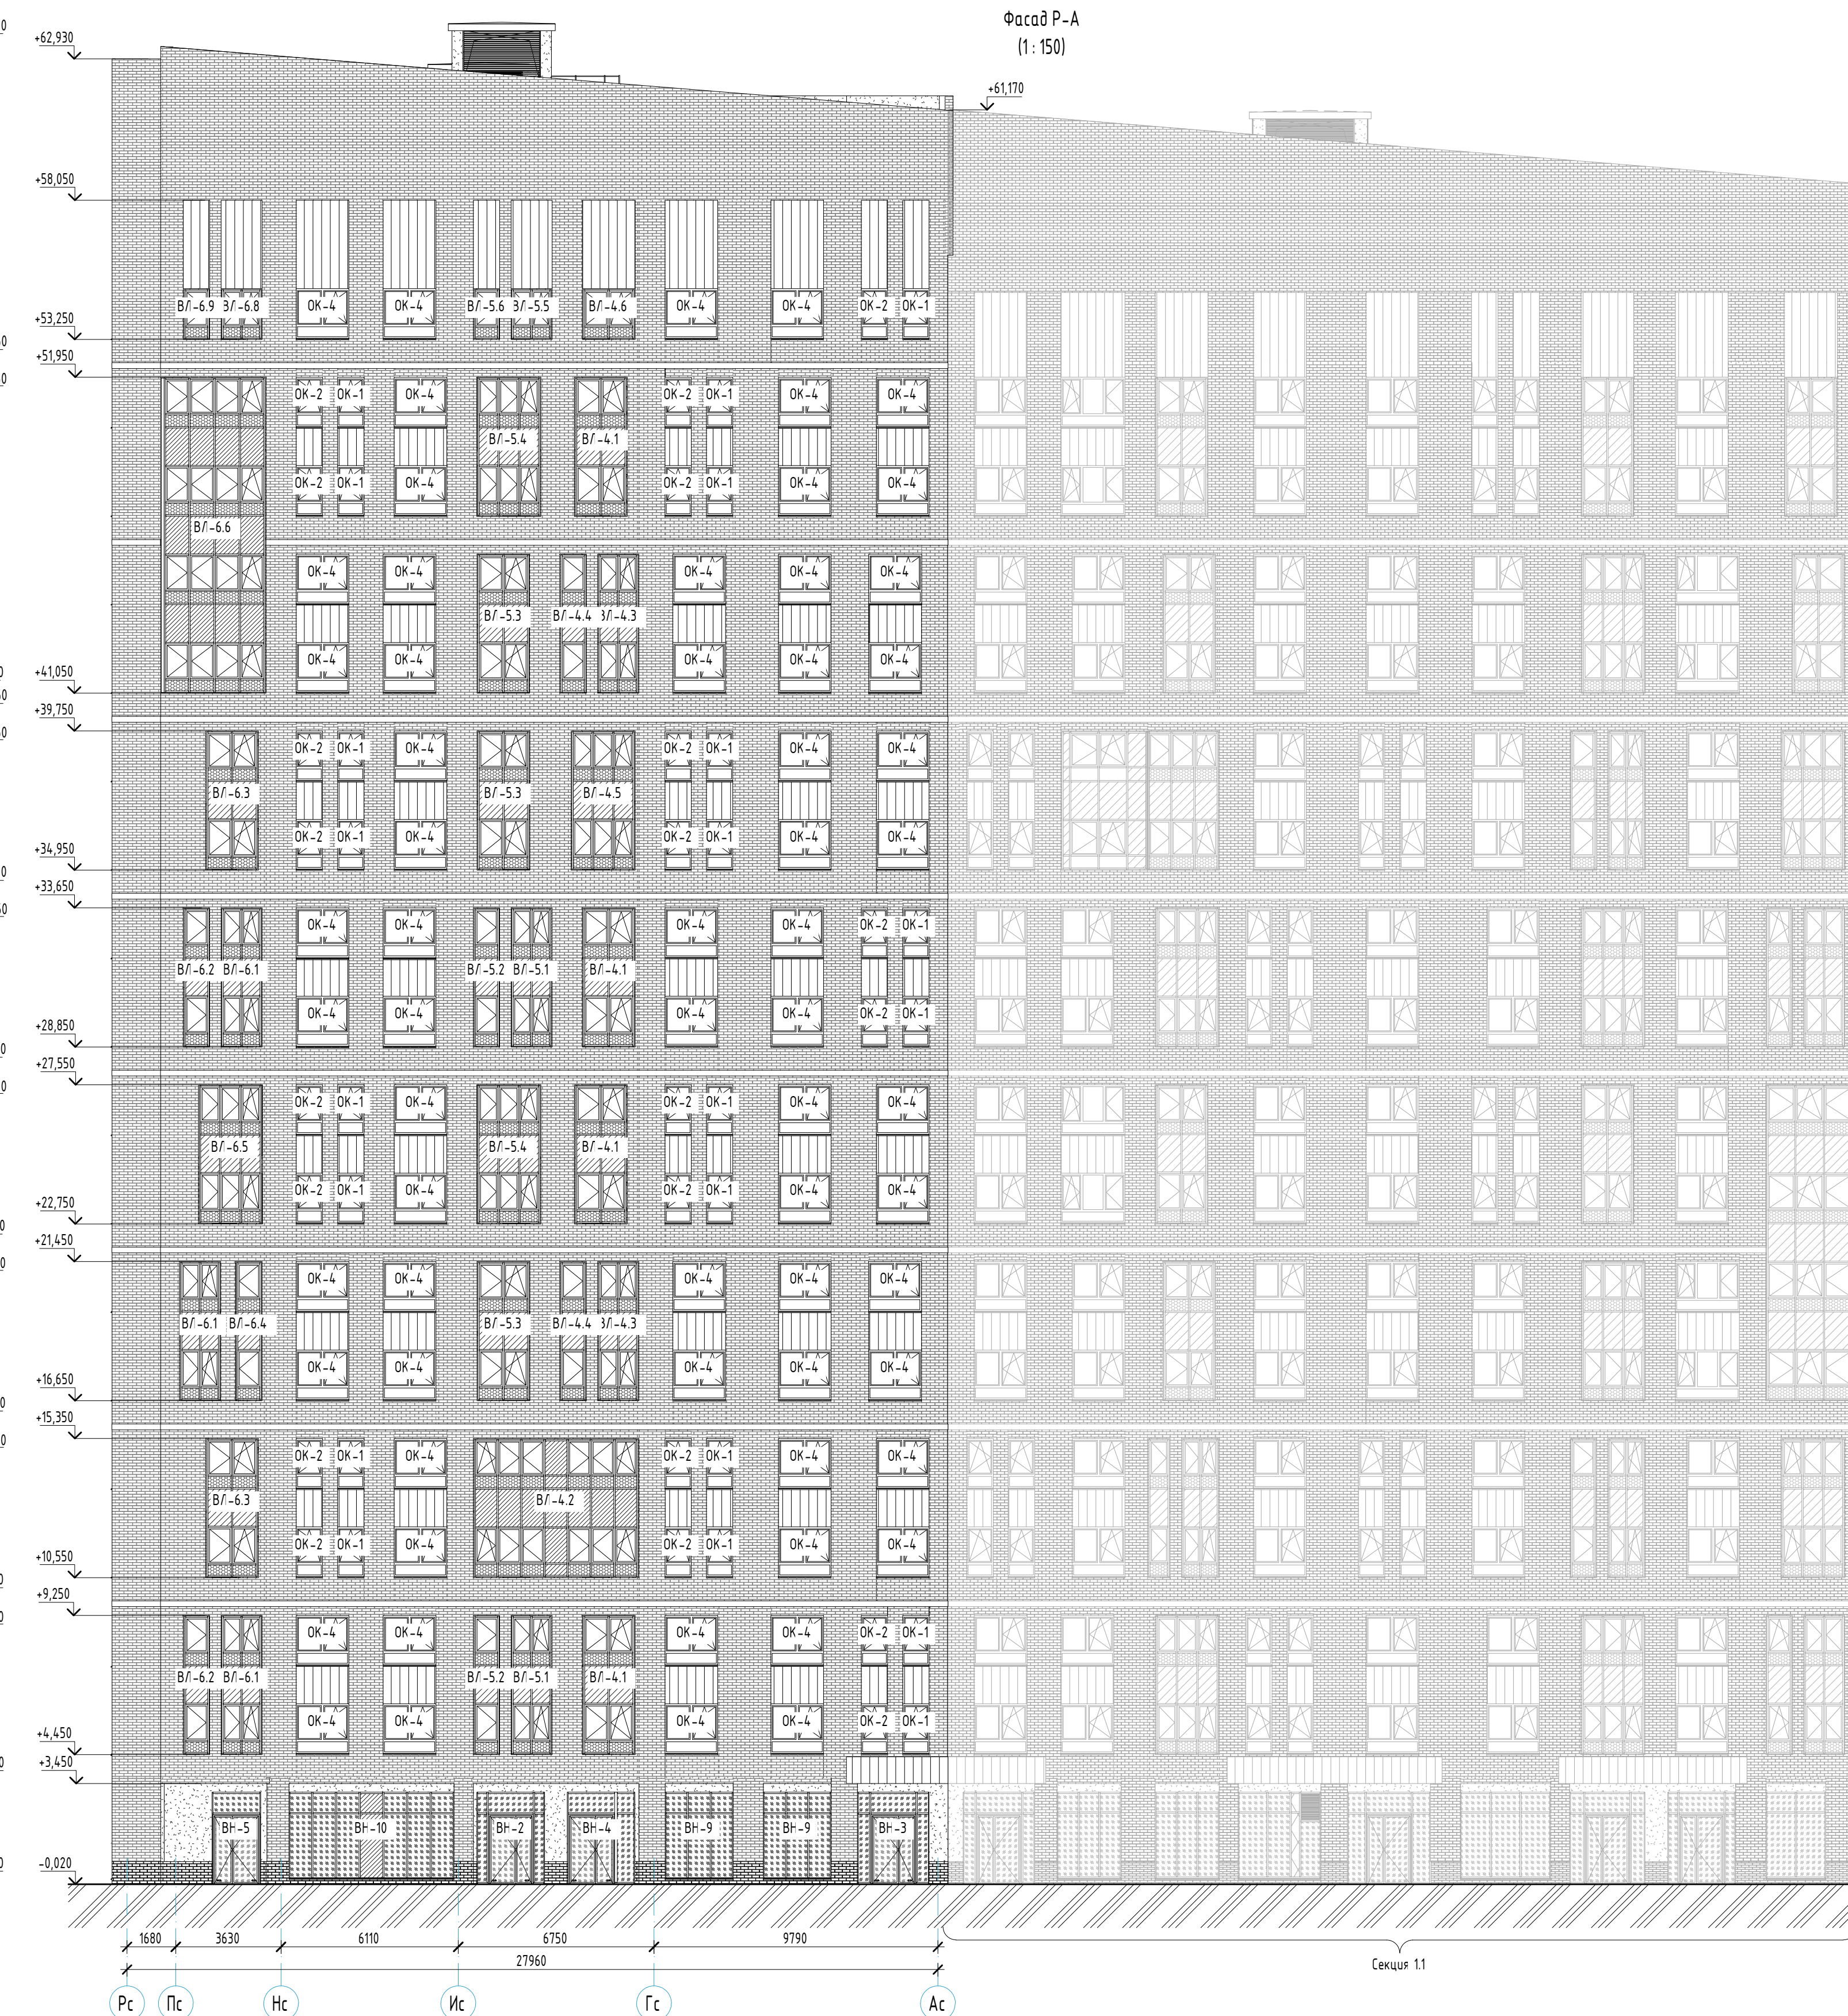 Фасад Р-А
(1 : 150)
+62,930
+61,170
+58,050
ВЛ-6.9 ВЛ-6.8 ОК-4 ОК-4 ВЛ-5.6 ВЛ-5.5 ВЛ-4.6 ОК-4 ОК-4 ОК-2 ОК-1
+53,250
+51,950
ОК-2 ОК-1 ОК-4 ОК-2 ОК-1 ОК-4 ОК-4
ВЛ-5.4 ВЛ-4.1
ОК-2 ОК-1 ОК-4 ОК-2 ОК-1 ОК-4 ОК-4
ВЛ-6.6
ОК-4 ОК-4 ОК-4 ОК-4 ОК-4
ВЛ-5.3 ВЛ-4.4 ВЛ-4.3
ОК-4 ОК-4 ОК-4 ОК-4 ОК-4
+41,050
+39,750
ОК-2 ОК-1 ОК-4 ОК-2 ОК-1 ОК-4 ОК-4
ВЛ-6.3 ВЛ-5.3 ВЛ-4.5
ОК-2 ОК-1 ОК-4 ОК-2 ОК-1 ОК-4 ОК-4
+34,950
+33,650
ОК-4 ОК-4 ОК-4 ОК-4 ОК-2 ОК-1
ВЛ-6.2 ВЛ-6.1 ВЛ-5.2 ВЛ-5.1 ВЛ-4.1
ОК-4 ОК-4 ОК-4 ОК-4 ОК-2 ОК-1
+28,850
+27,550
ОК-2 ОК-1 ОК-4 ОК-2 ОК-1 ОК-4 ОК-4
ВЛ-6.5 ВЛ-5.4 ВЛ-4.1
ОК-2 ОК-1 ОК-4 ОК-2 ОК-1 ОК-4 ОК-4
+22,750
+21,450
ОК-4 ОК-4 ОК-4 ОК-4 ОК-4
ВЛ-6.1 ВЛ-6.4 ВЛ-5.3 ВЛ-4.4 ВЛ-4.3
ОК-4 ОК-4 ОК-4 ОК-4 ОК-4
+16,650
+15,350
ОК-2 ОК-1 ОК-4 ОК-2 ОК-1 ОК-4 ОК-4
ВЛ-6.3 ВЛ-4.2
ОК-2 ОК-1 ОК-4 ОК-2 ОК-1 ОК-4 ОК-4
+10,550
+9,250
ОК-4 ОК-4 ОК-4 ОК-4 ОК-2 ОК-1
ВЛ-6.2 ВЛ-6.1 ВЛ-5.2 ВЛ-5.1 ВЛ-4.1
ОК-4 ОК-4 ОК-4 ОК-4 ОК-2 ОК-1
+4,450
+3,450
ВН-5 ВН-10 ВН-2 ВН-4 ВН-9 ВН-9 ВН-3
-0,020
1680 3630 6110 6750 9790
27960
Секция 1.1
Рс Пс Нс Ис Гс Ас